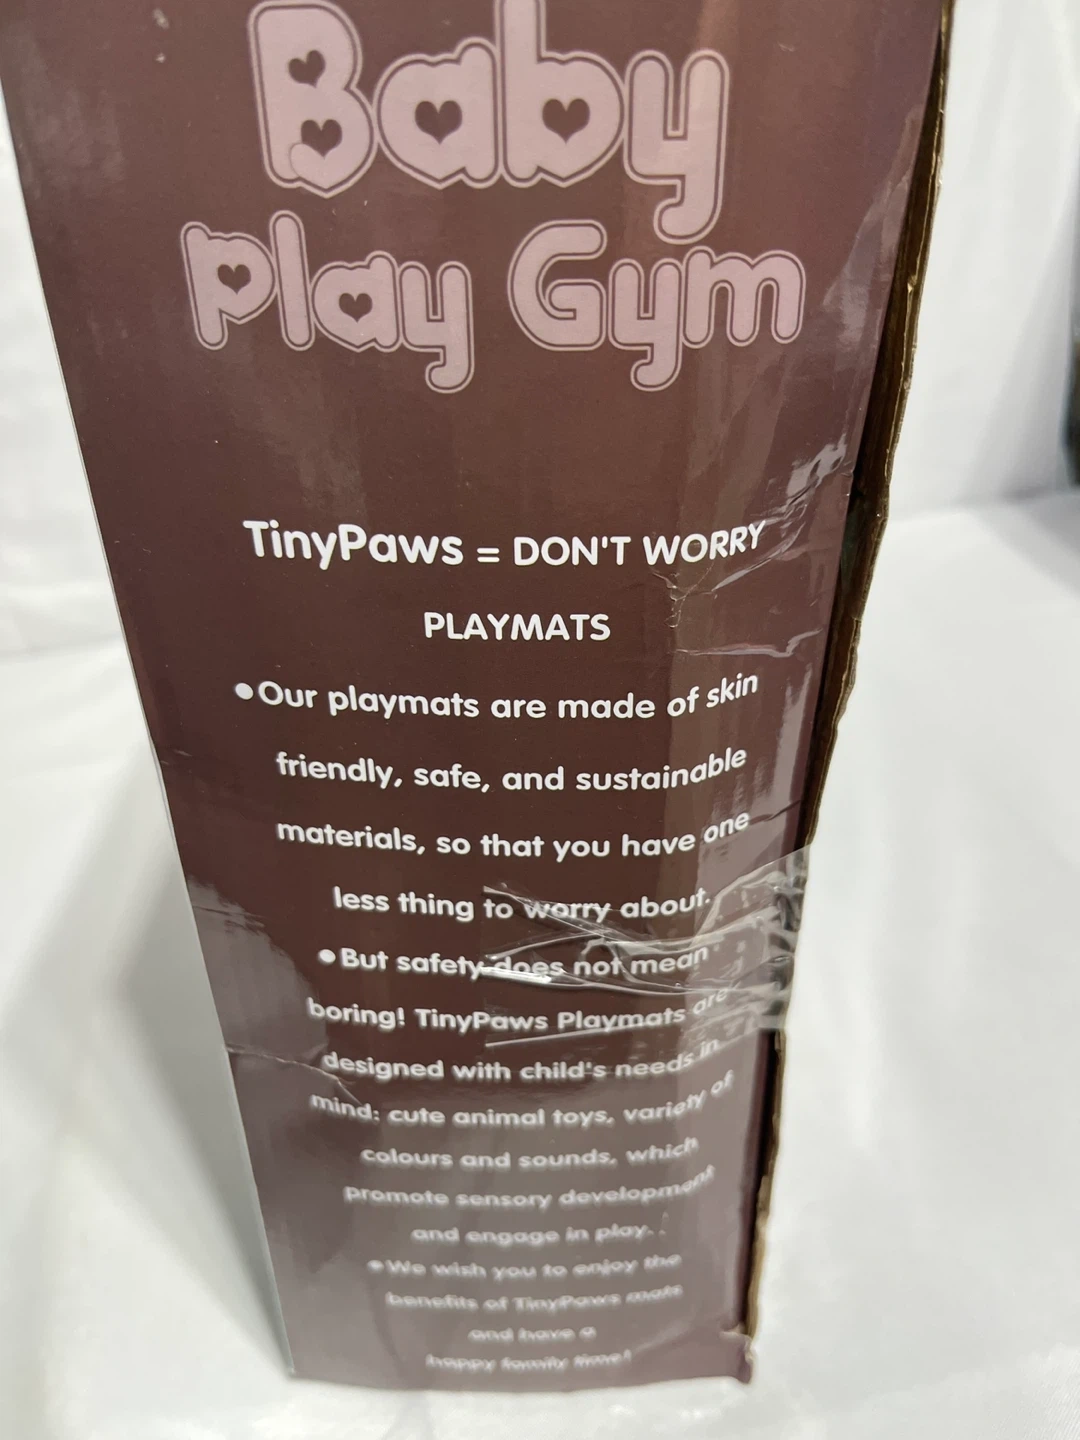 Baby
Play Gym
TinyPaws = DON'T WORRY
PLAYMATS
●Our playmats are made of skin
friendly, safe, and sustainable
materials, so that you have one
less thing to worry about.
●But safety does not mean
boring! TinyPaws Playmats are
designed with child's needs in
mind: cute animal toys, variety of
colours and sounds, which
promote sensory development
and engage in play. .
●We wish you to enjoy the
benefits of TinyPaws mats
and have a
happy family time!